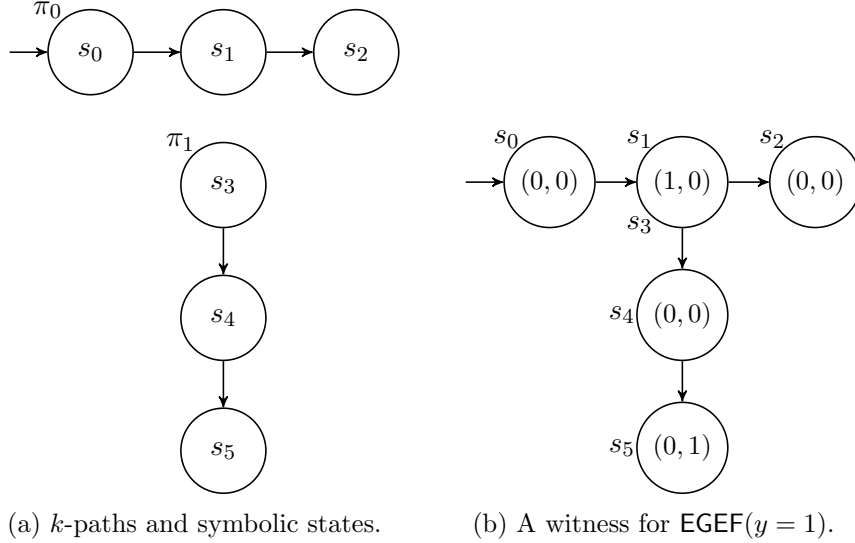 π₀
s₀ s₁ s₂
π₁
s₃
s₄
s₅
(a) k-paths and symbolic states.
s₀ s₁ s₂
(0, 0) (1, 0) (0, 0)
s₃
s₄ (0, 0)
s₅ (0, 1)
(b) A witness for EGEF(y = 1).